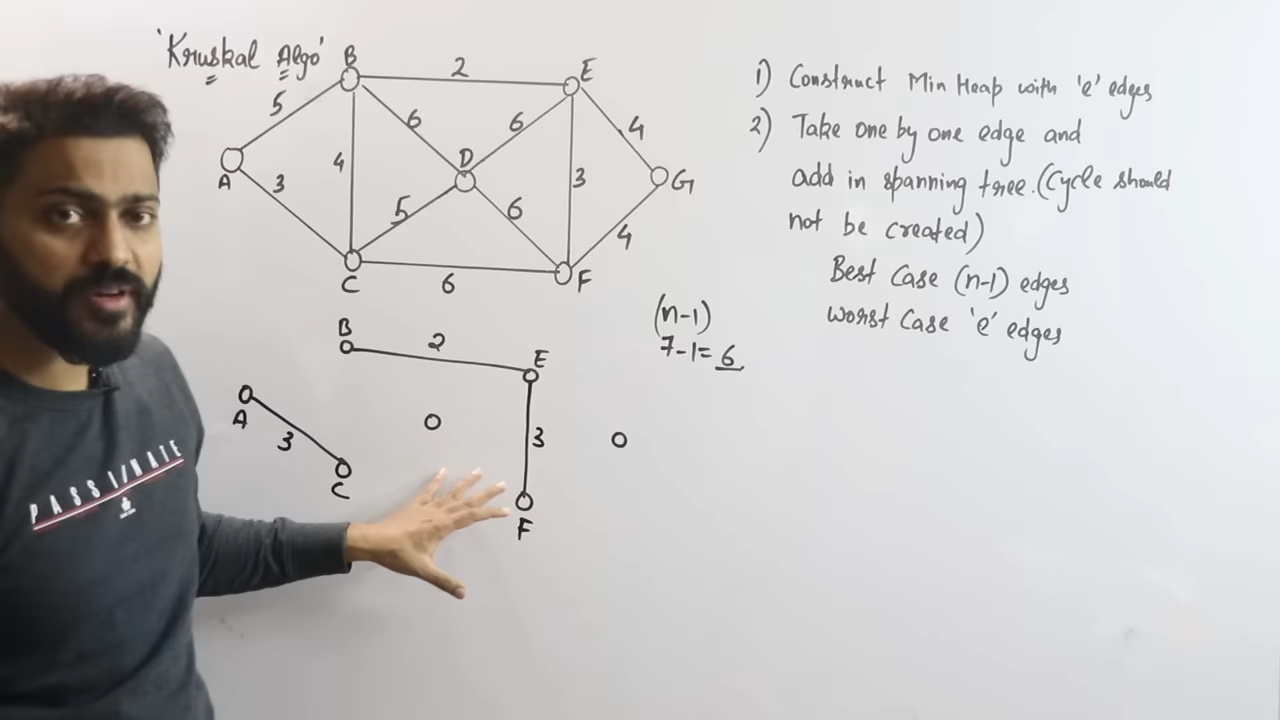 'Kruskal Algo'
B
2
E
5
6
6
4
A
3
4
D
3
G
5
6
4
C
6
F
1) Construct Min Heap with 'e' edges
2) Take one by one edge and
add in spanning tree. (Cycle should
not be created)
Best Case (n-1) edges
worst Case 'e' edges
(n-1)
7-1=6
B
2
E
A
3
C
3
F
PASSI/NATE